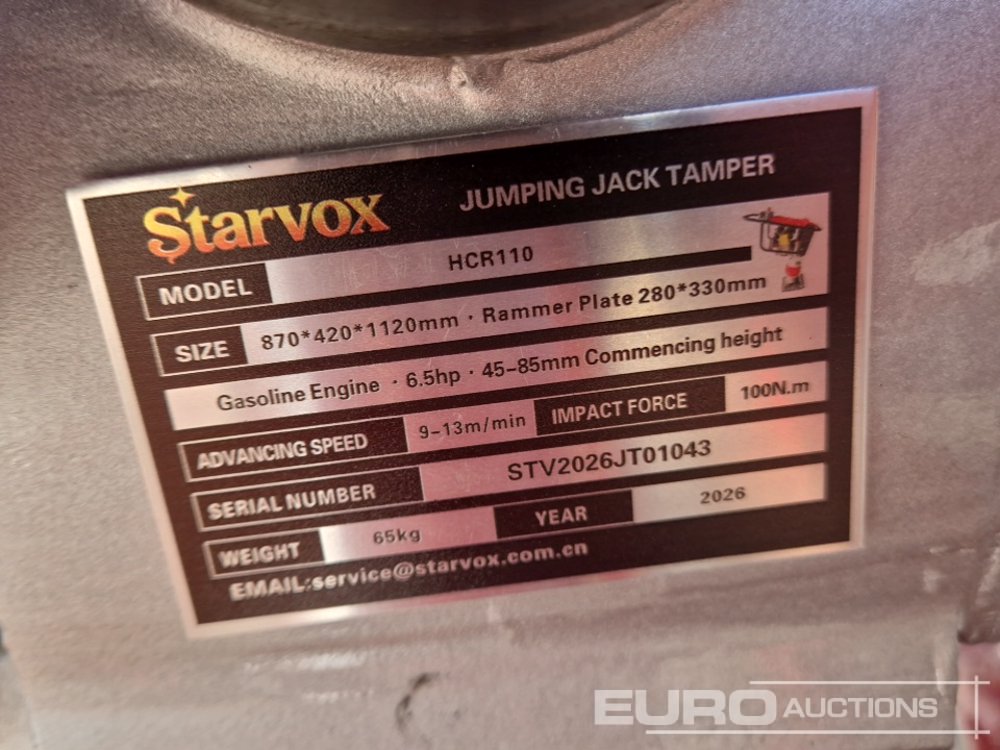 Starvox JUMPING JACK TAMPER
MODEL HCR110
SIZE 870*420*1120mm · Rammer Plate 280*330mm
Gasoline Engine · 6.5hp · 45-85mm Commencing height
ADVANCING SPEED 9-13m/min IMPACT FORCE 100N.m
SERIAL NUMBER STV2026JT01043
WEIGHT 65kg YEAR 2026
EMAIL:service@starvox.com.cn
EURO AUCTIONS